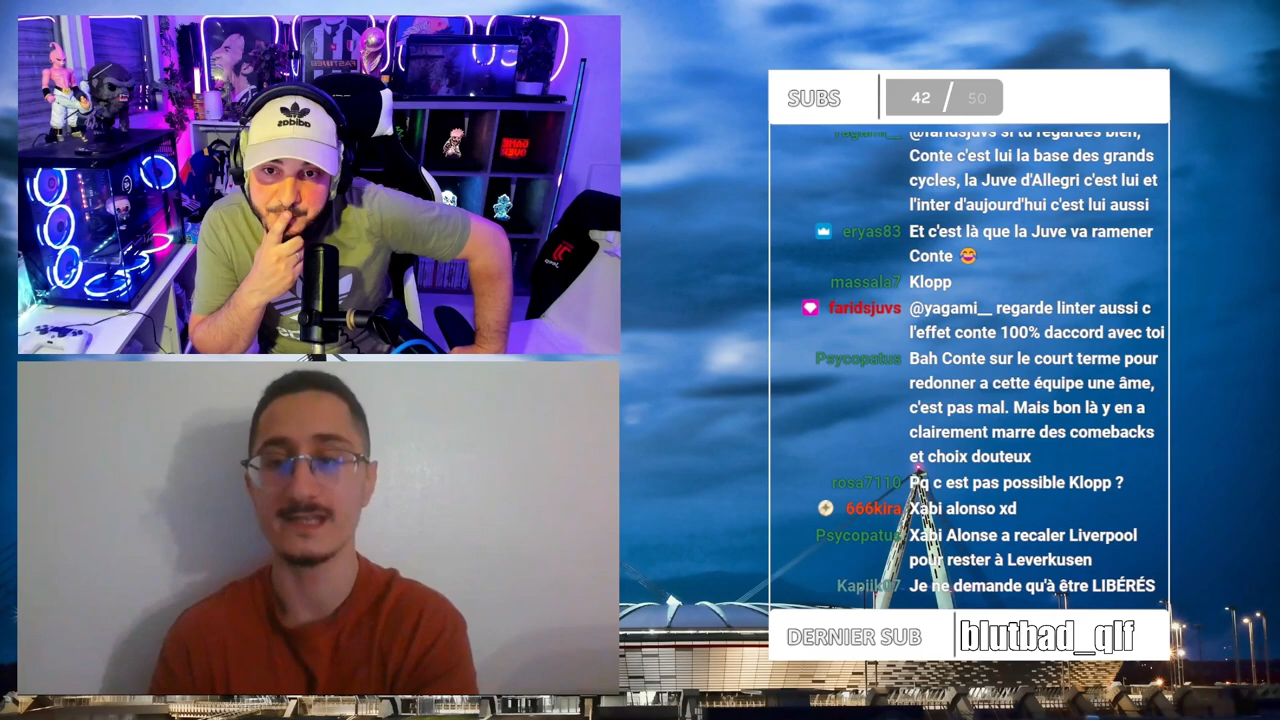 SUBS
42 / 50
@faridsjuvs si tu regardes bien,
Conte c'est lui la base des grands
cycles, la Juve d'Allegri c'est lui et
l'inter d'aujourd'hui c'est lui aussi
eryas83 Et c'est là que la Juve va ramener
Conte 😂
massala7 Klopp
faridsjuvs @yagami__ regarde linter aussi c
l'effet conte 100% daccord avec toi
Psycopatus Bah Conte sur le court terme pour
redonner a cette équipe une âme,
c'est pas mal. Mais bon là y en a
clairement marre des comebacks
et choix douteux
rosa7110 Pq c est pas possible Klopp ?
666kira Xabi alonso xd
Psycopatus Xabi Alonse a recaler Liverpool
pour rester à Leverkusen
Kapiik07 Je ne demande qu'à être LIBÉRÉS
DERNIER SUB
blutbad_qlf
adidas